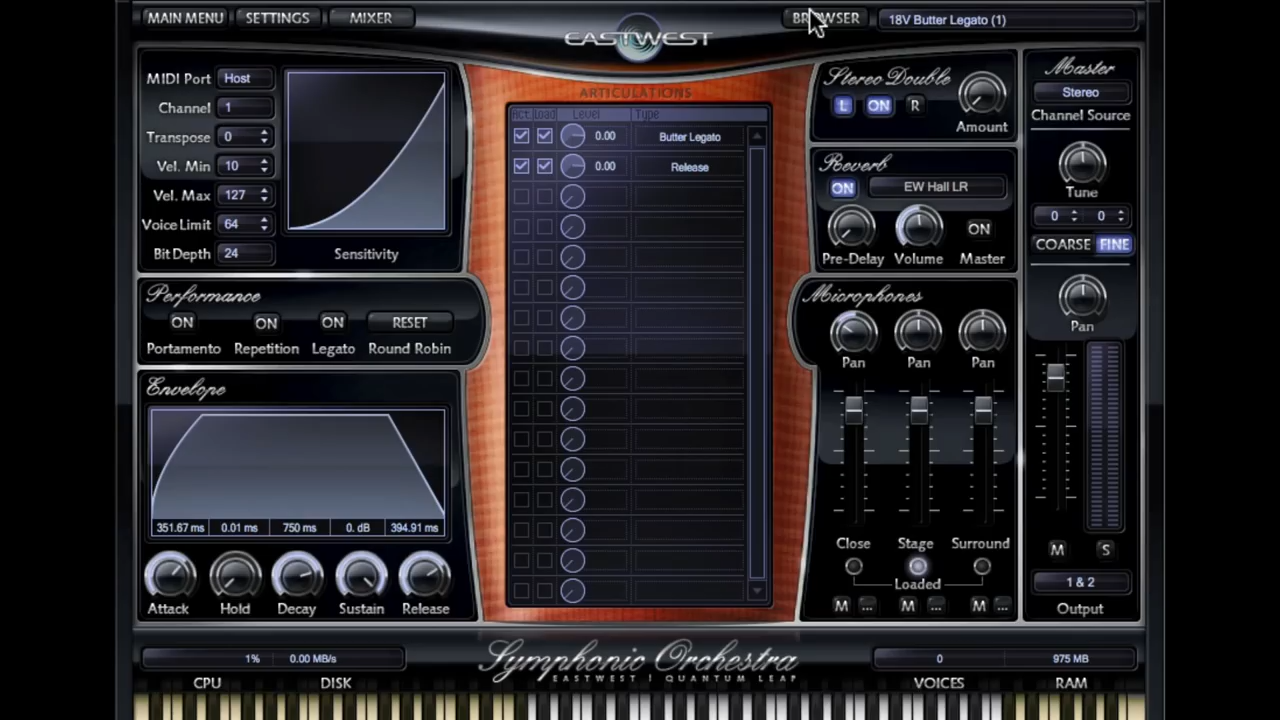 MAIN MENU
SETTINGS
MIXER
EASTWEST
BROWSER
18V Butter Legato (1)
MIDI Port
Host
Channel
1
Transpose
0
Vel. Min
10
Vel. Max
127
Voice Limit
64
Bit Depth
24
Sensitivity
Performance
ON
ON
ON
RESET
Portamento
Repetition
Legato
Round Robin
Envelope
351.67 ms
0.01 ms
750 ms
0. dB
394.91 ms
Attack
Hold
Decay
Sustain
Release
ARTICULATIONS
Act.
Load
Level
Type
0.00
Butter Legato
0.00
Release
Stereo Double
L
ON
R
Amount
Reverb
ON
EW Hall LR
ON
Pre-Delay
Volume
Master
Microphones
Pan
Pan
Pan
Close
Stage
Surround
Loaded
M
...
M
...
M
...
Master
Stereo
Channel Source
Tune
0
0
COARSE
FINE
Pan
M
S
1 & 2
Output
1%
0.00 MB/s
CPU
DISK
Symphonic Orchestra
EASTWEST | QUANTUM LEAP
0
975 MB
VOICES
RAM